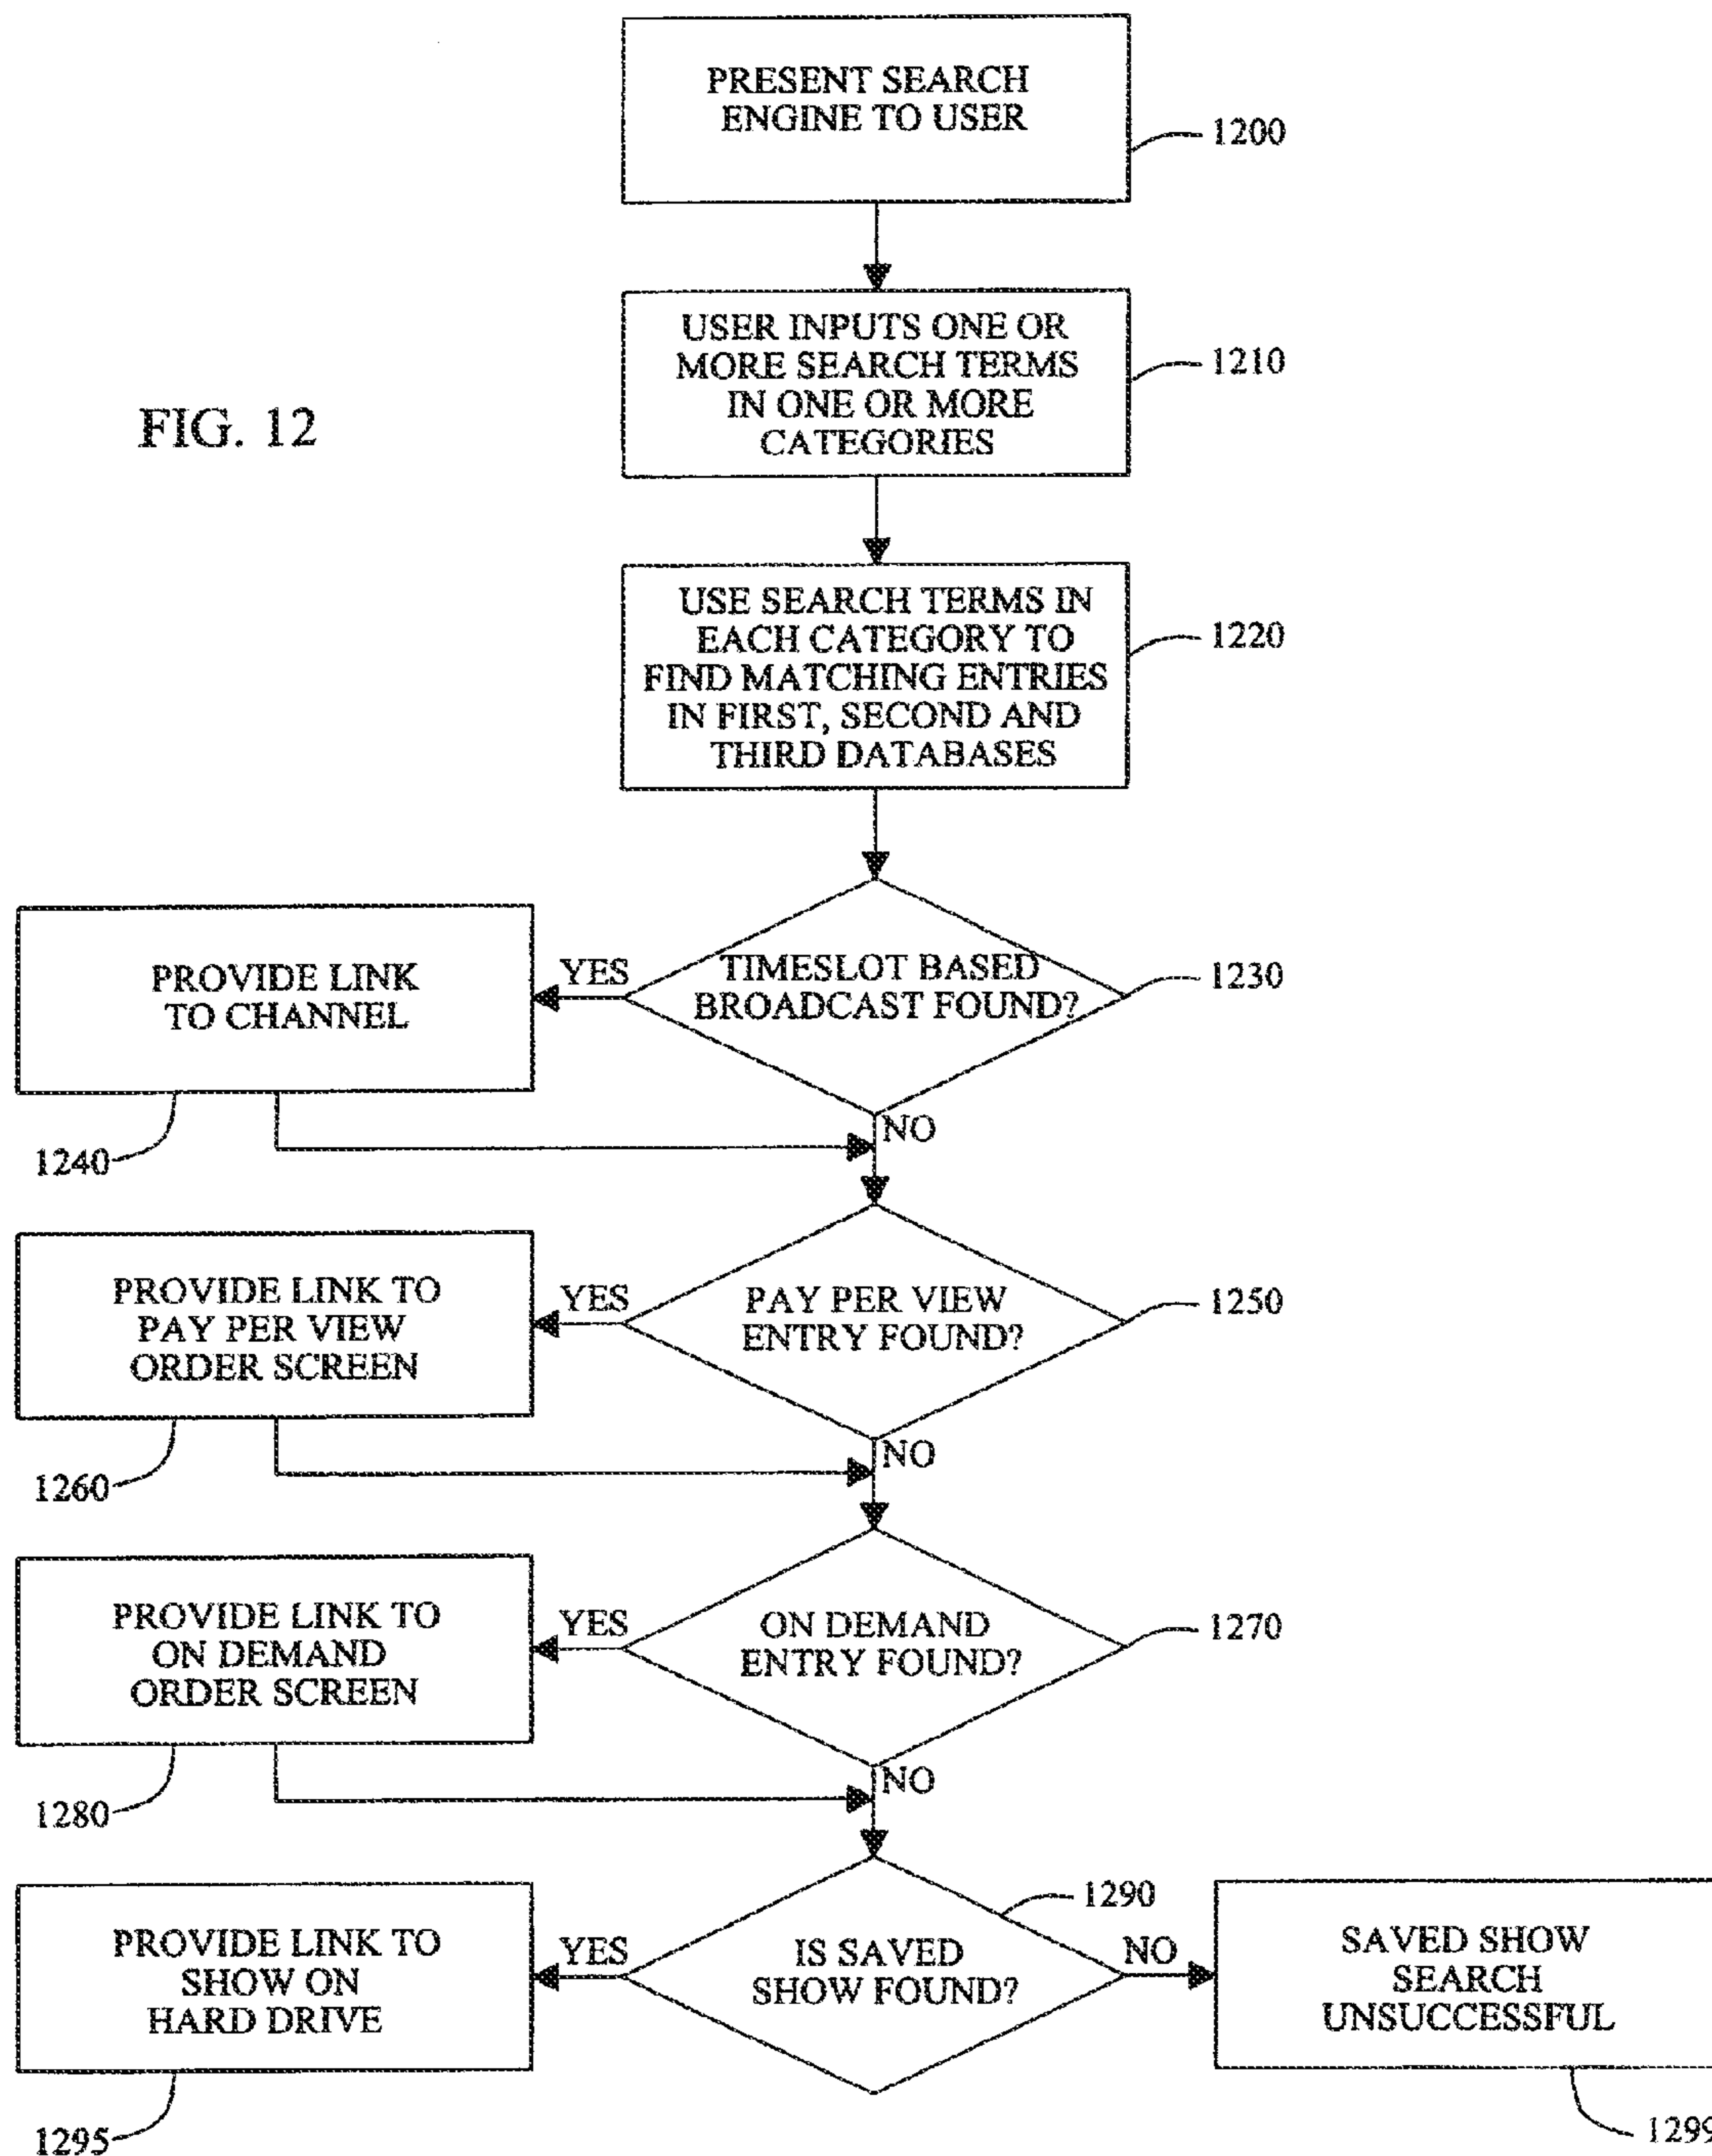 PRESENT SEARCH
ENGINE TO USER
1200
FIG. 12
USER INPUTS ONE OR
MORE SEARCH TERMS
IN ONE OR MORE
CATEGORIES
1210
USE SEARCH TERMS IN
EACH CATEGORY TO
FIND MATCHING ENTRIES
IN FIRST, SECOND AND
THIRD DATABASES
1220
TIMESLOT BASED
BROADCAST FOUND?
1230
YES
PROVIDE LINK
TO CHANNEL
1240
NO
PAY PER VIEW
ENTRY FOUND?
1250
YES
PROVIDE LINK TO
PAY PER VIEW
ORDER SCREEN
1260
NO
ON DEMAND
ENTRY FOUND?
1270
YES
PROVIDE LINK TO
ON DEMAND
ORDER SCREEN
1280
NO
IS SAVED
SHOW FOUND?
1290
YES
PROVIDE LINK TO
SHOW ON
HARD DRIVE
1295
NO
SAVED SHOW
SEARCH
UNSUCCESSFUL
1299